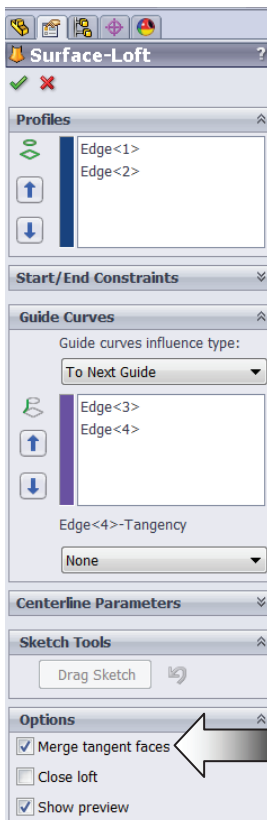 Surface-Loft ?
Profiles
Edge<1>
Edge<2>
Start/End Constraints
Guide Curves
Guide curves influence type:
To Next Guide
Edge<3>
Edge<4>
Edge<4>-Tangency
None
Centerline Parameters
Sketch Tools
Drag Sketch
Options
Merge tangent faces
Close loft
Show preview